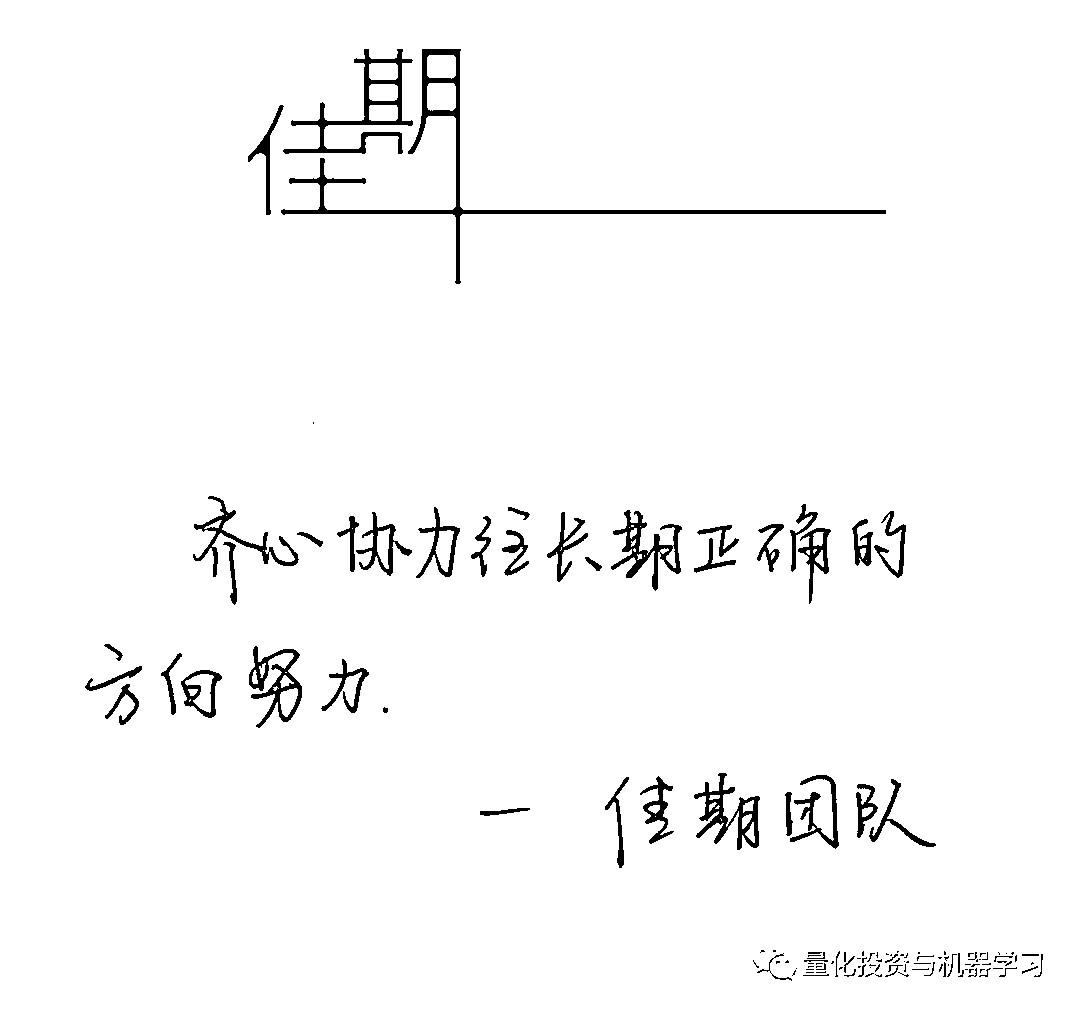 佳期
齐心协力往长期正确的
方向努力.
— 佳期团队
量化投资与机器学习